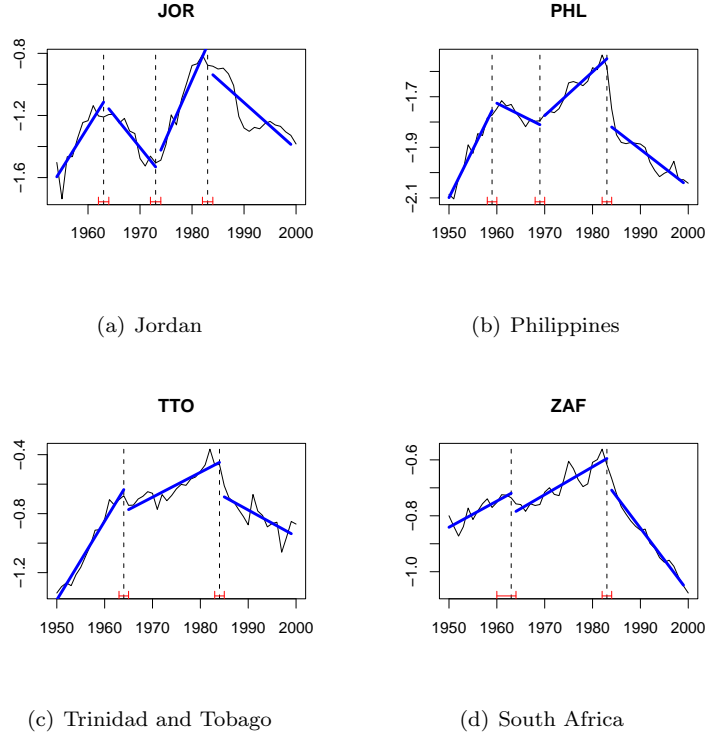 JOR
−0.8
−1.2
−1.6
1960 1970 1980 1990 2000
(a) Jordan
PHL
−1.7
−1.9
−2.1
1950 1960 1970 1980 1990 2000
(b) Philippines
TTO
−0.4
−0.8
−1.2
1950 1960 1970 1980 1990 2000
(c) Trinidad and Tobago
ZAF
−0.6
−0.8
−1.0
1950 1960 1970 1980 1990 2000
(d) South Africa